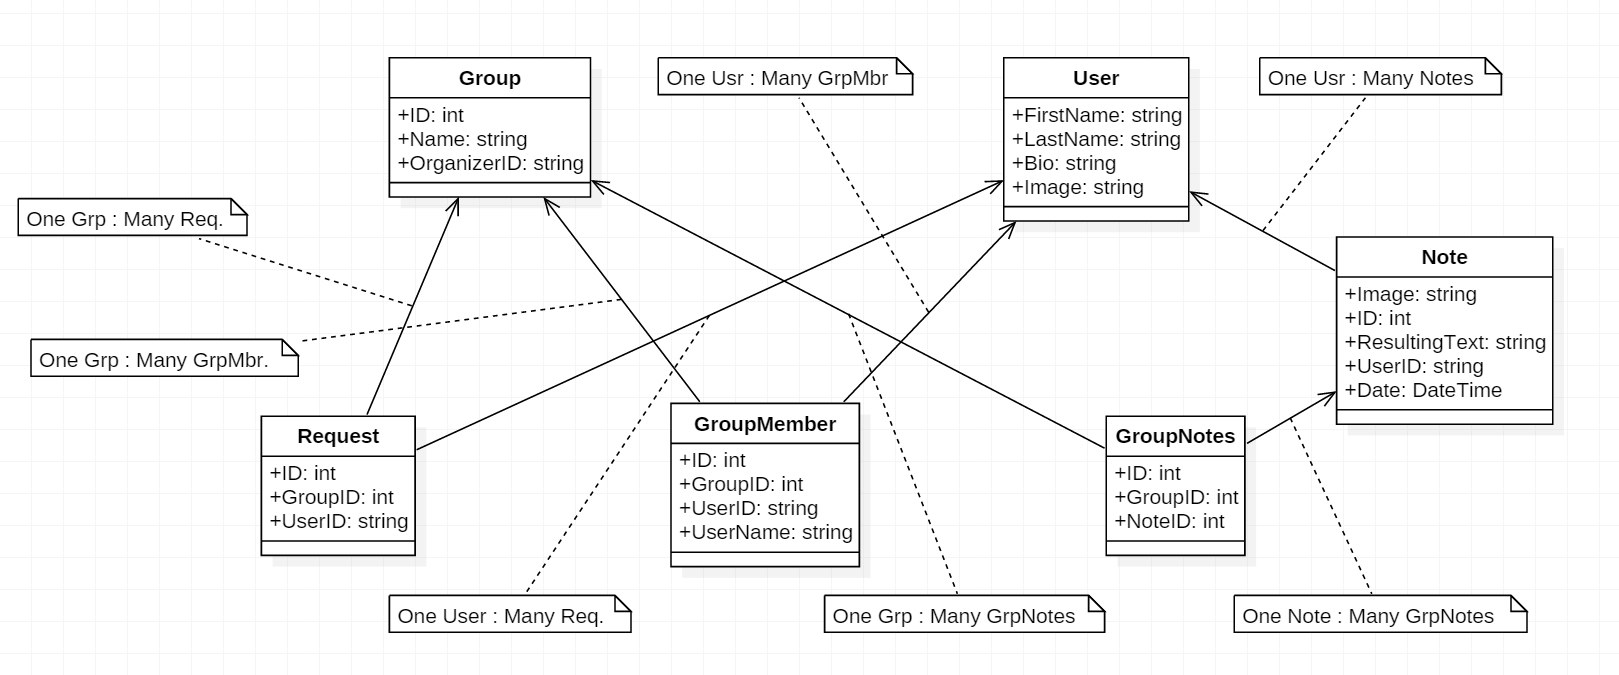 Group
+ID: int
+Name: string
+OrganizerID: string
One Usr : Many GrpMbr
User
+FirstName: string
+LastName: string
+Bio: string
+Image: string
One Usr : Many Notes
One Grp : Many Req.
Note
+Image: string
+ID: int
+ResultingText: string
+UserID: string
+Date: DateTime
One Grp : Many GrpMbr.
Request
+ID: int
+GroupID: int
+UserID: string
GroupMember
+ID: int
+GroupID: int
+UserID: string
+UserName: string
GroupNotes
+ID: int
+GroupID: int
+NoteID: int
One User : Many Req.
One Grp : Many GrpNotes
One Note : Many GrpNotes